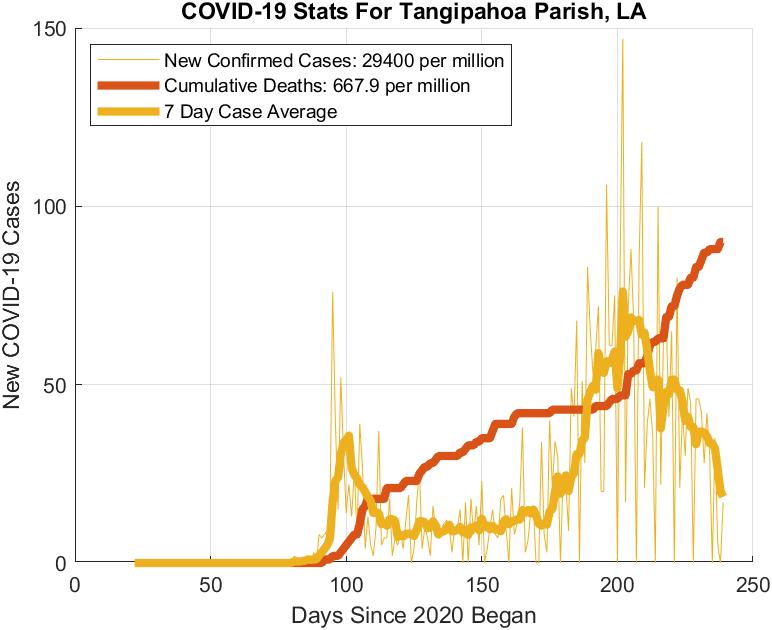 COVID-19 Stats For Tangipahoa Parish, LA
150
New Confirmed Cases: 29400 per million
Cumulative Deaths: 667.9 per million
7 Day Case Average
100
New COVID-19 Cases
50
0
0 50 100 150 200 250
Days Since 2020 Began